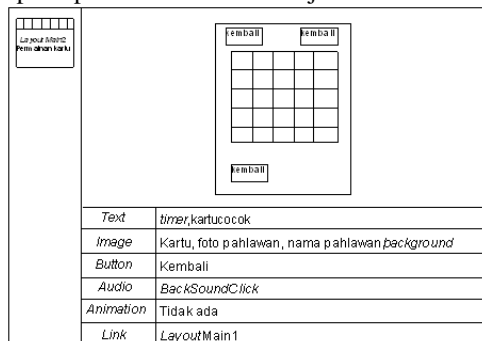 Layout Main2
Permainan kartu
kembali
kembali
kembali
Text timer,kartucocok
Image Kartu, foto pahlawan, nama pahlawan,background
Button Kembali
Audio BackSoundClick
Animation Tidak ada
Link LayoutMain1